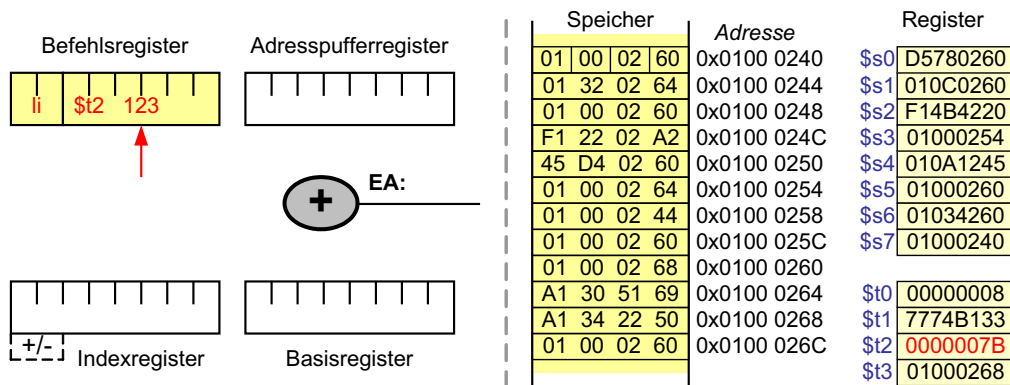 Befehlsregister
Adresspufferregister
li $t2 123
EA:
+
+/-
Indexregister
Basisregister
Speicher
Adresse
01 00 02 60 0x0100 0240
01 32 02 64 0x0100 0244
01 00 02 60 0x0100 0248
F1 22 02 A2 0x0100 024C
45 D4 02 60 0x0100 0250
01 00 02 64 0x0100 0254
01 00 02 44 0x0100 0258
01 00 02 60 0x0100 025C
01 00 02 68 0x0100 0260
A1 30 51 69 0x0100 0264
A1 34 22 50 0x0100 0268
01 00 02 60 0x0100 026C
Register
$s0 D5780260
$s1 010C0260
$s2 F14B4220
$s3 01000254
$s4 010A1245
$s5 01000260
$s6 01034260
$s7 01000240
$t0 00000008
$t1 7774B133
$t2 0000007B
$t3 01000268